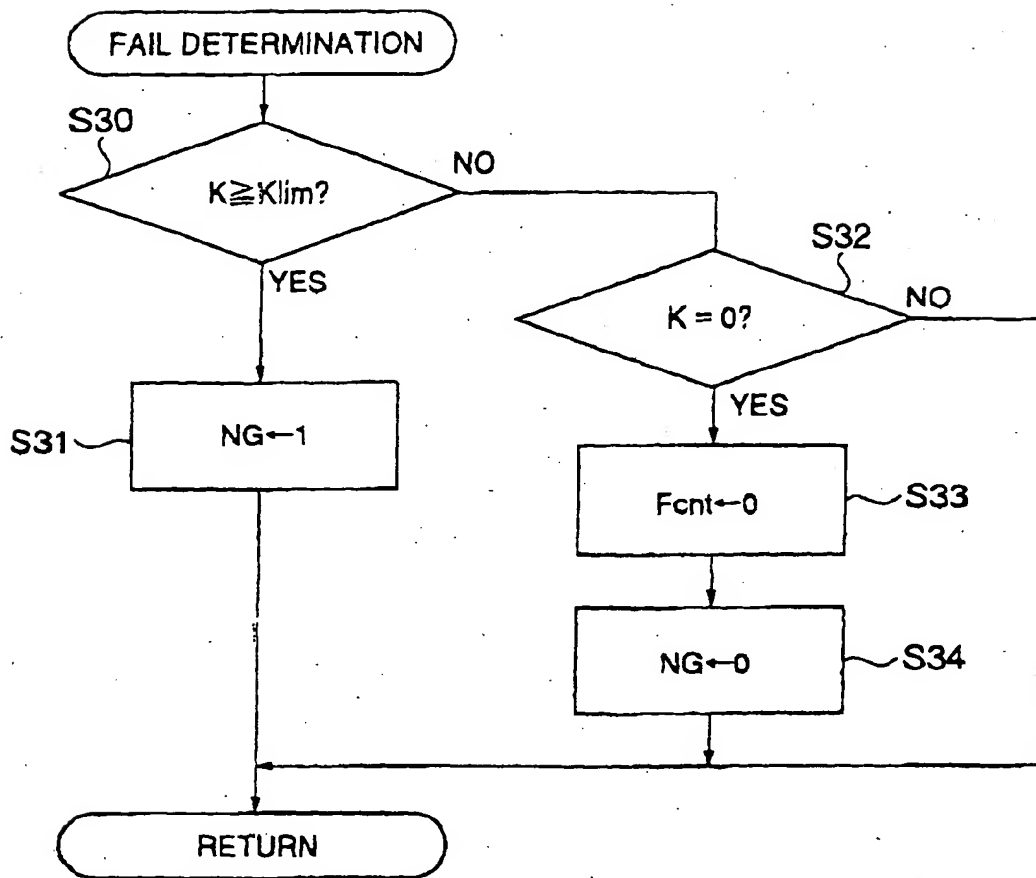 FAIL DETERMINATION
S30
K≧Klim?
NO
YES
S32
K = 0?
NO
YES
S31
NG←1
Fcnt←0
S33
NG←0
S34
RETURN